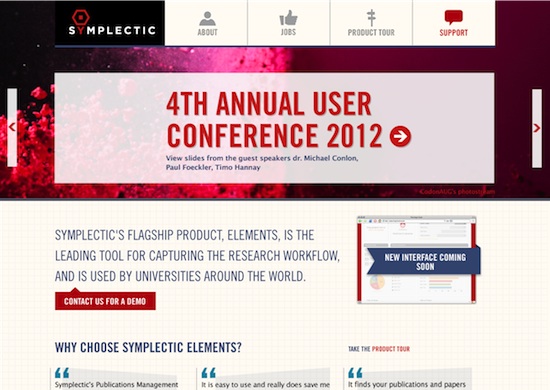 SYMPLECTIC
ABOUT
JOBS
PRODUCT TOUR
SUPPORT
4TH ANNUAL USER
CONFERENCE 2012
View slides from the guest speakers dr. Michael Conlon,
Paul Foeckler, Timo Hannay
SYMPLECTIC'S FLAGSHIP PRODUCT, ELEMENTS, IS THE
LEADING TOOL FOR CAPTURING THE RESEARCH WORKFLOW,
AND IS USED BY UNIVERSITIES AROUND THE WORLD.
CONTACT US FOR A DEMO
NEW INTERFACE COMING
SOON
WHY CHOOSE SYMPLECTIC ELEMENTS?
TAKE THE PRODUCT TOUR
Symplectic's Publications Management
It is easy to use and really does save me
It finds your publications and papers